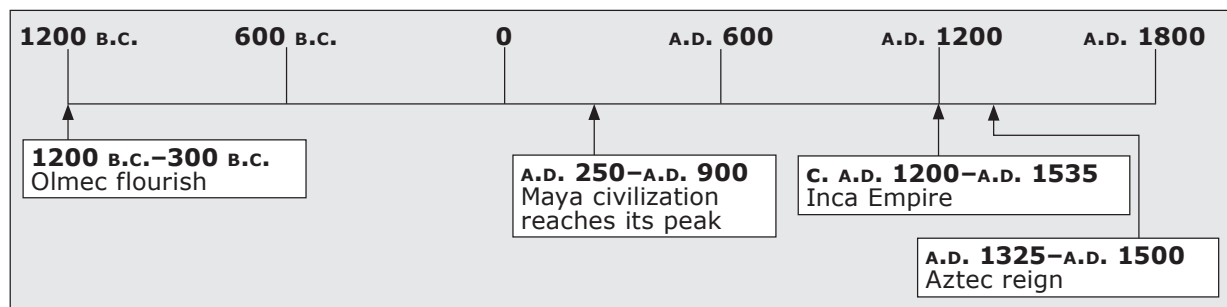 1200 B.C. 600 B.C. 0 A.D. 600 A.D. 1200 A.D. 1800
1200 B.C.–300 B.C.
Olmec flourish
A.D. 250–A.D. 900
Maya civilization
reaches its peak
C. A.D. 1200–A.D. 1535
Inca Empire
A.D. 1325–A.D. 1500
Aztec reign